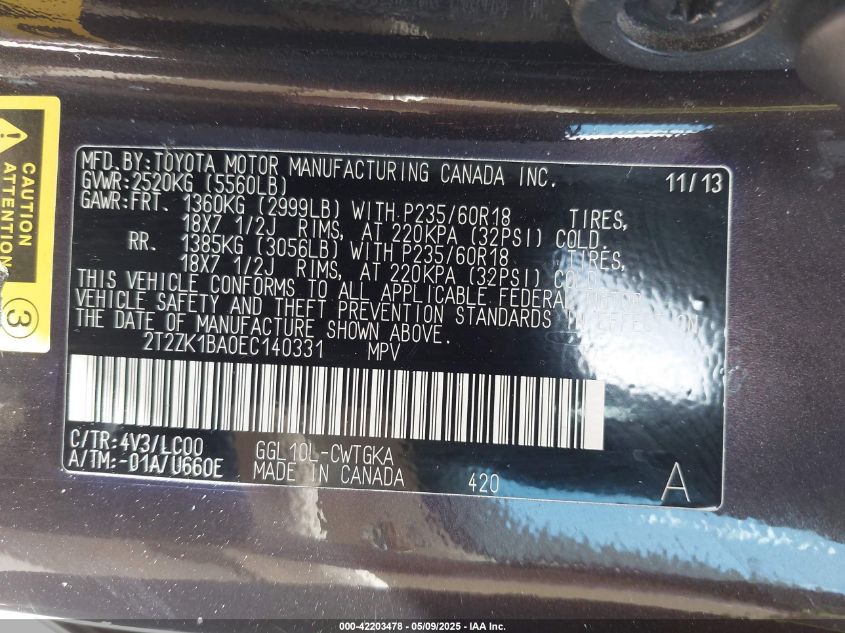 MFD.BY:TOYOTA MOTOR MANUFACTURING CANADA INC. 11/13
GVWR:2520KG (5560LB)
GAWR:FRT. 1360KG (2999LB) WITH P235/60R18 TIRES,
18X7 1/2J RIMS, AT 220KPA (32PSI) COLD.
RR. 1385KG (3056LB) WITH P235/60R18 TIRES,
18X7 1/2J RIMS, AT 220KPA (32PSI) COLD.
THIS VEHICLE CONFORMS TO ALL APPLICABLE FEDERAL MOTOR
VEHICLE SAFETY AND THEFT PREVENTION STANDARDS IN EFFECT ON
THE DATE OF MANUFACTURE SHOWN ABOVE.
2T2ZK1BA0EC140331 MPV
C/TR:4V3/LC00 GGL10L-CWTGKA
A/TM:-01A/U660E MADE IN CANADA 420 A
ATTENTION
3
000-42203478 - 05/09/2025 - IAA Inc.